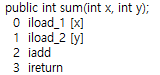 public int sum(int x, int y);
0 iload_1 [x]
1 iload_2 [y]
2 iadd
3 ireturn